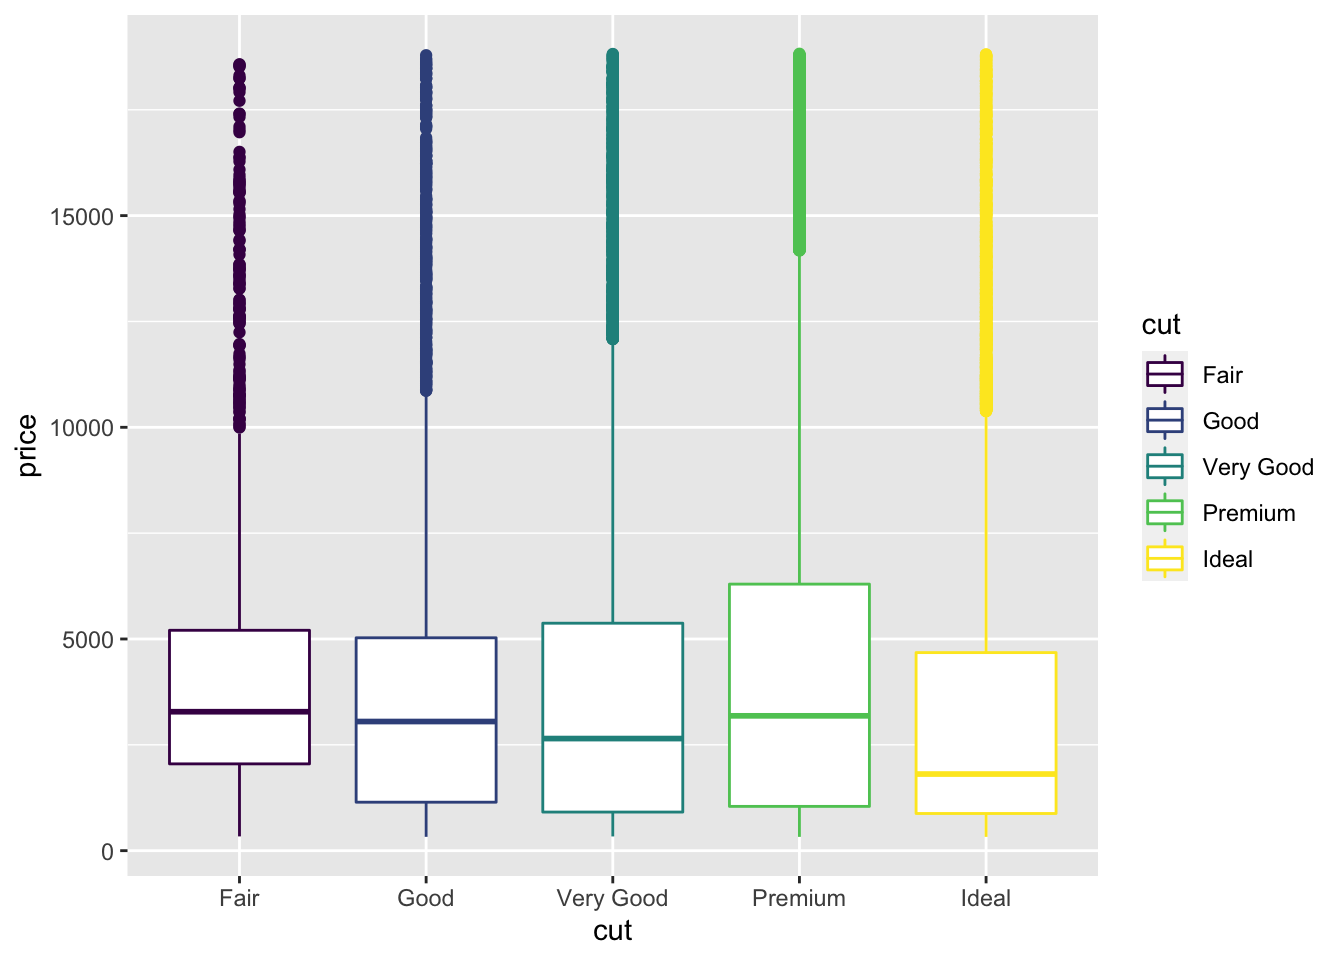 price
15000
10000
5000
0
Fair
Good
Very Good
Premium
Ideal
cut
cut
Fair
Good
Very Good
Premium
Ideal